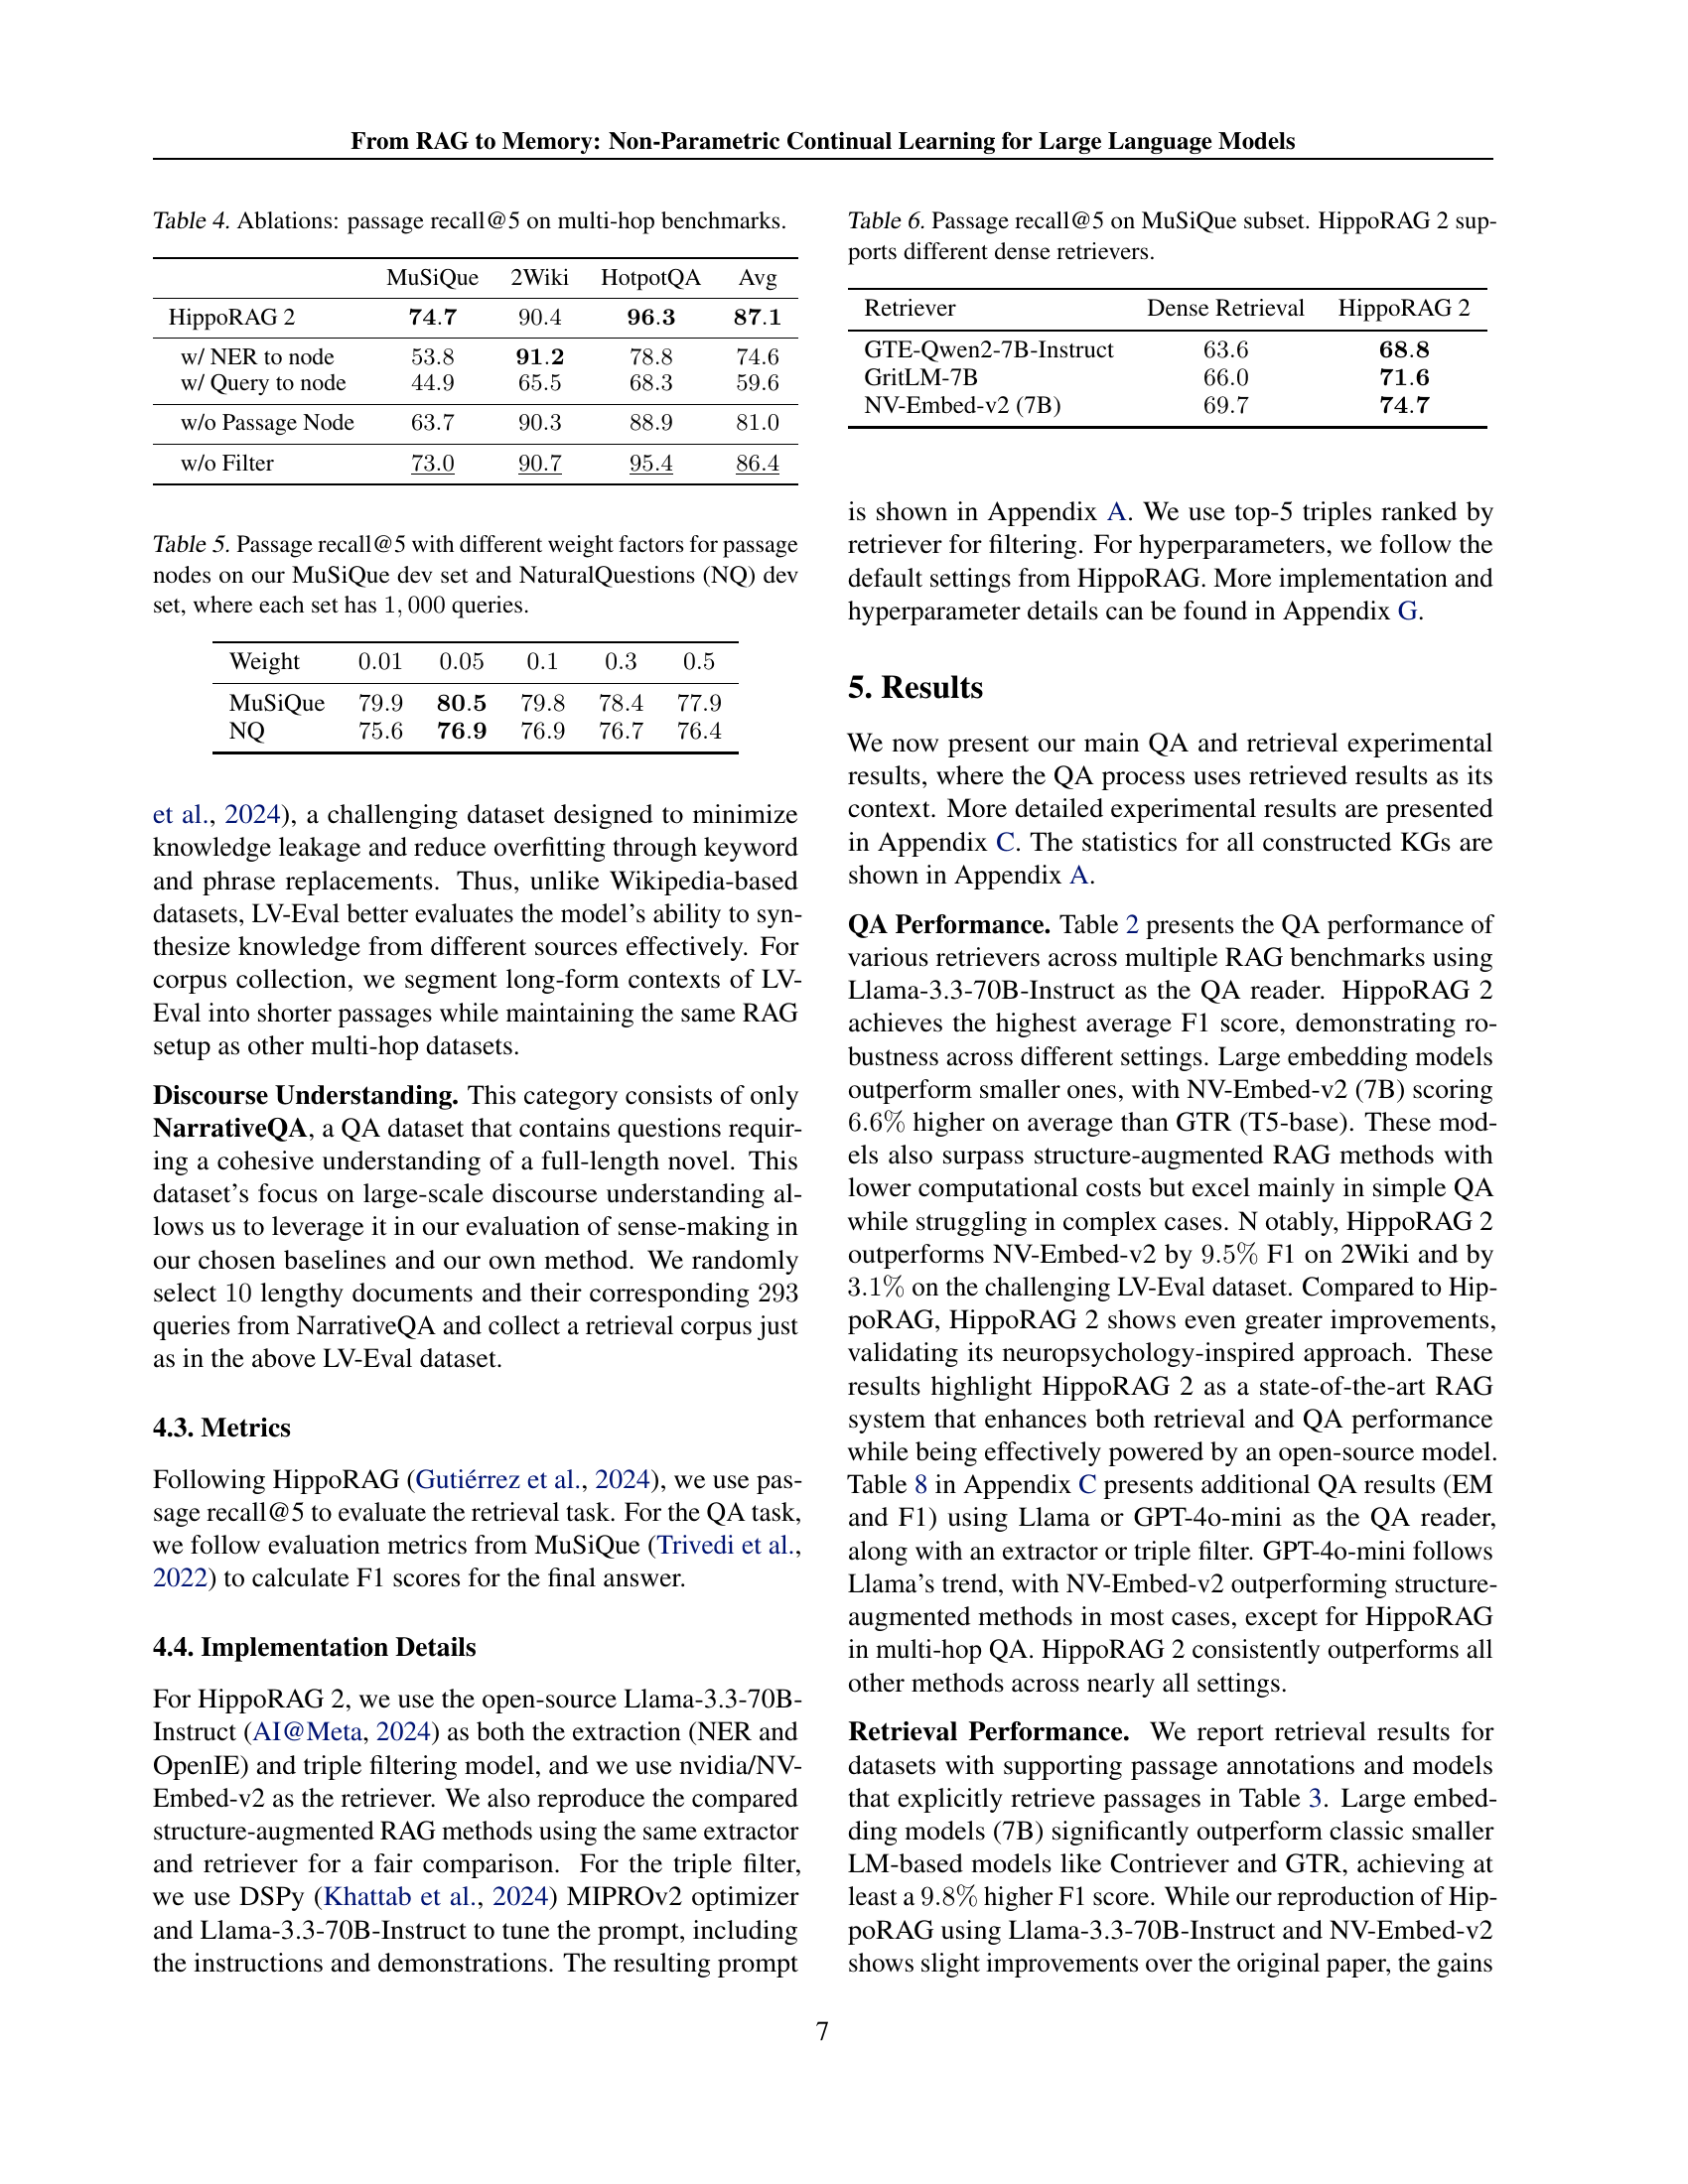 From RAG to Memory: Non-Parametric Continual Learning for Large Language Models
Table 4. Ablations: passage recall@5 on multi-hop benchmarks.
MuSiQue 2Wiki HotpotQA Avg
HippoRAG 2 74.7 90.4 96.3 87.1
w/ NER to node 53.8 91.2 78.8 74.6
w/ Query to node 44.9 65.5 68.3 59.6
w/o Passage Node 63.7 90.3 88.9 81.0
w/o Filter 73.0 90.7 95.4 86.4
Table 5. Passage recall@5 with different weight factors for passage
nodes on our MuSiQue dev set and NaturalQuestions (NQ) dev
set, where each set has 1, 000 queries.
Weight 0.01 0.05 0.1 0.3 0.5
MuSiQue 79.9 80.5 79.8 78.4 77.9
NQ 75.6 76.9 76.9 76.7 76.4
et al., 2024), a challenging dataset designed to minimize
knowledge leakage and reduce overfitting through keyword
and phrase replacements. Thus, unlike Wikipedia-based
datasets, LV-Eval better evaluates the model's ability to syn-
thesize knowledge from different sources effectively. For
corpus collection, we segment long-form contexts of LV-
Eval into shorter passages while maintaining the same RAG
setup as other multi-hop datasets.
Discourse Understanding. This category consists of only
NarrativeQA, a QA dataset that contains questions requir-
ing a cohesive understanding of a full-length novel. This
dataset's focus on large-scale discourse understanding al-
lows us to leverage it in our evaluation of sense-making in
our chosen baselines and our own method. We randomly
select 10 lengthy documents and their corresponding 293
queries from NarrativeQA and collect a retrieval corpus just
as in the above LV-Eval dataset.
4.3. Metrics
Following HippoRAG (Gutiérrez et al., 2024), we use pas-
sage recall@5 to evaluate the retrieval task. For the QA task,
we follow evaluation metrics from MuSiQue (Trivedi et al.,
2022) to calculate F1 scores for the final answer.
4.4. Implementation Details
For HippoRAG 2, we use the open-source Llama-3.3-70B-
Instruct (AI@Meta, 2024) as both the extraction (NER and
OpenIE) and triple filtering model, and we use nvidia/NV-
Embed-v2 as the retriever. We also reproduce the compared
structure-augmented RAG methods using the same extractor
and retriever for a fair comparison. For the triple filter,
we use DSPy (Khattab et al., 2024) MIPROv2 optimizer
and Llama-3.3-70B-Instruct to tune the prompt, including
the instructions and demonstrations. The resulting prompt
Table 6. Passage recall@5 on MuSiQue subset. HippoRAG 2 sup-
ports different dense retrievers.
Retriever Dense Retrieval HippoRAG 2
GTE-Qwen2-7B-Instruct 63.6 68.8
GritLM-7B 66.0 71.6
NV-Embed-v2 (7B) 69.7 74.7
is shown in Appendix A. We use top-5 triples ranked by
retriever for filtering. For hyperparameters, we follow the
default settings from HippoRAG. More implementation and
hyperparameter details can be found in Appendix G.
5. Results
We now present our main QA and retrieval experimental
results, where the QA process uses retrieved results as its
context. More detailed experimental results are presented
in Appendix C. The statistics for all constructed KGs are
shown in Appendix A.
QA Performance. Table 2 presents the QA performance of
various retrievers across multiple RAG benchmarks using
Llama-3.3-70B-Instruct as the QA reader. HippoRAG 2
achieves the highest average F1 score, demonstrating ro-
bustness across different settings. Large embedding models
outperform smaller ones, with NV-Embed-v2 (7B) scoring
6.6% higher on average than GTR (T5-base). These mod-
els also surpass structure-augmented RAG methods with
lower computational costs but excel mainly in simple QA
while struggling in complex cases. N otably, HippoRAG 2
outperforms NV-Embed-v2 by 9.5% F1 on 2Wiki and by
3.1% on the challenging LV-Eval dataset. Compared to Hip-
poRAG, HippoRAG 2 shows even greater improvements,
validating its neuropsychology-inspired approach. These
results highlight HippoRAG 2 as a state-of-the-art RAG
system that enhances both retrieval and QA performance
while being effectively powered by an open-source model.
Table 8 in Appendix C presents additional QA results (EM
and F1) using Llama or GPT-4o-mini as the QA reader,
along with an extractor or triple filter. GPT-4o-mini follows
Llama's trend, with NV-Embed-v2 outperforming structure-
augmented methods in most cases, except for HippoRAG
in multi-hop QA. HippoRAG 2 consistently outperforms all
other methods across nearly all settings.
Retrieval Performance. We report retrieval results for
datasets with supporting passage annotations and models
that explicitly retrieve passages in Table 3. Large embed-
ding models (7B) significantly outperform classic smaller
LM-based models like Contriever and GTR, achieving at
least a 9.8% higher F1 score. While our reproduction of Hip-
poRAG using Llama-3.3-70B-Instruct and NV-Embed-v2
shows slight improvements over the original paper, the gains
7